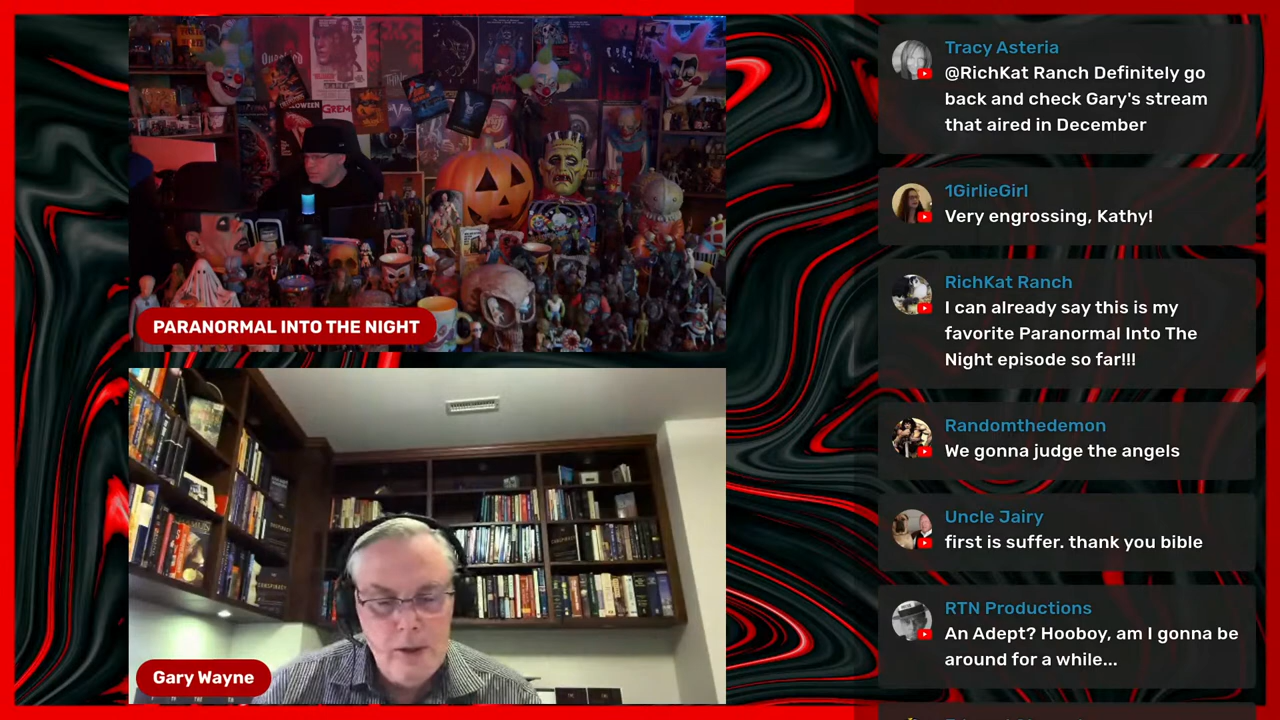 HALLOWEEN
PARANORMAL INTO THE NIGHT
CONSPIRACY
Gary Wayne
Tracy Asteria
@RichKat Ranch Definitely go
back and check Gary's stream
that aired in December
1GirlieGirl
Very engrossing, Kathy!
RichKat Ranch
I can already say this is my
favorite Paranormal Into The
Night episode so far!!!
Randomthedemon
We gonna judge the angels
Uncle Jairy
first is suffer. thank you bible
RTN Productions
An Adept? Hooboy, am I gonna be
around for a while...